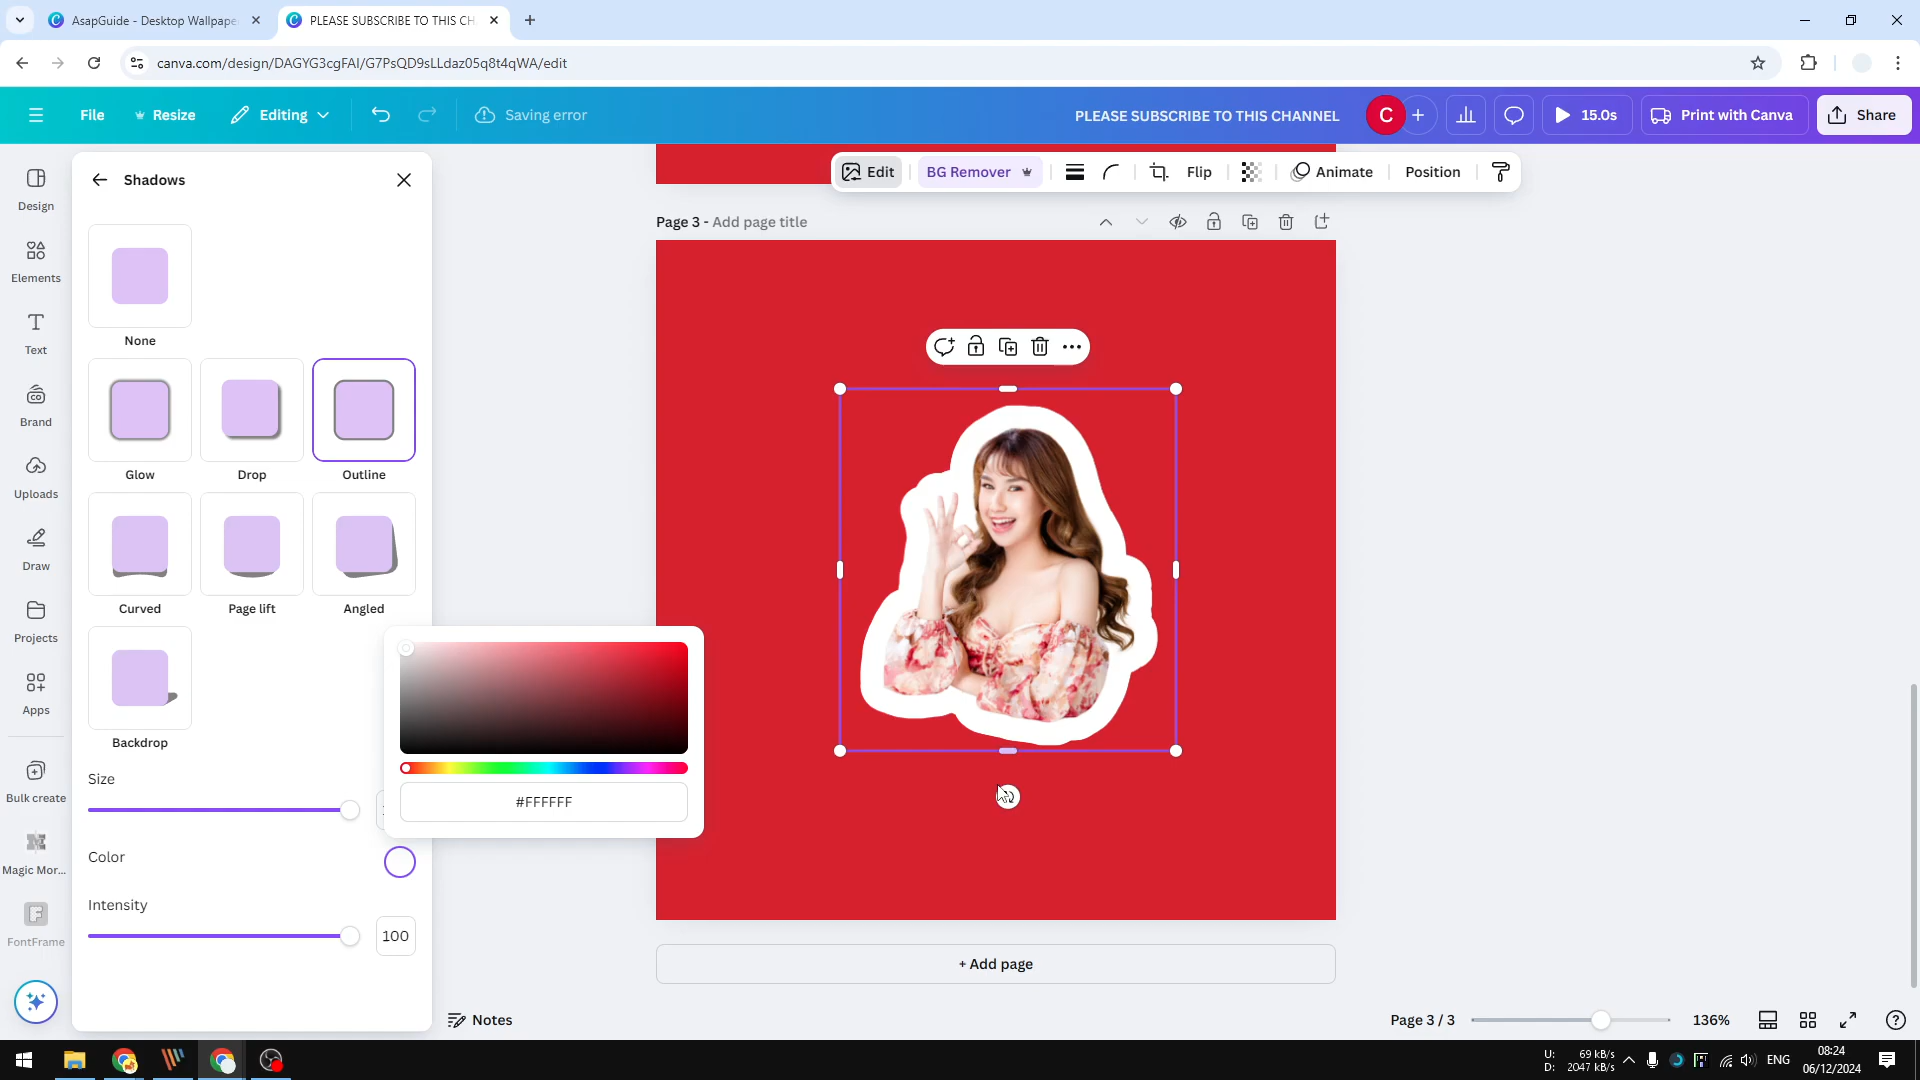 AsapGuide - Desktop Wallpape
PLEASE SUBSCRIBE TO THIS CH
canva.com/design/DAGYG3cgFAI/G7PsQD9sLLdaz05q8t4qWA/edit
File
Resize
Editing
Saving error
PLEASE SUBSCRIBE TO THIS CHANNEL
C
15.0s
Print with Canva
Share
Design
Elements
Text
Brand
Uploads
Draw
Projects
Apps
Bulk create
Magic Mor...
FontFrame
Shadows
None
Glow
Drop
Outline
Curved
Page lift
Angled
Backdrop
Size
Color
Intensity
100
#FFFFFF
Edit
BG Remover
Flip
Animate
Position
Page 3 - Add page title
+ Add page
Notes
Page 3 / 3
136%
U: 69 kB/s
D: 2047 kB/s
ENG
08:24
06/12/2024